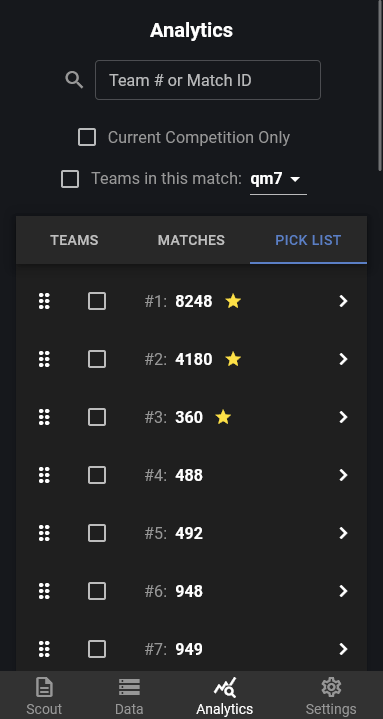 Analytics
Team # or Match ID
Current Competition Only
Teams in this match: qm7
TEAMS MATCHES PICK LIST
#1: 8248
#2: 4180
#3: 360
#4: 488
#5: 492
#6: 948
#7: 949
Scout Data Analytics Settings